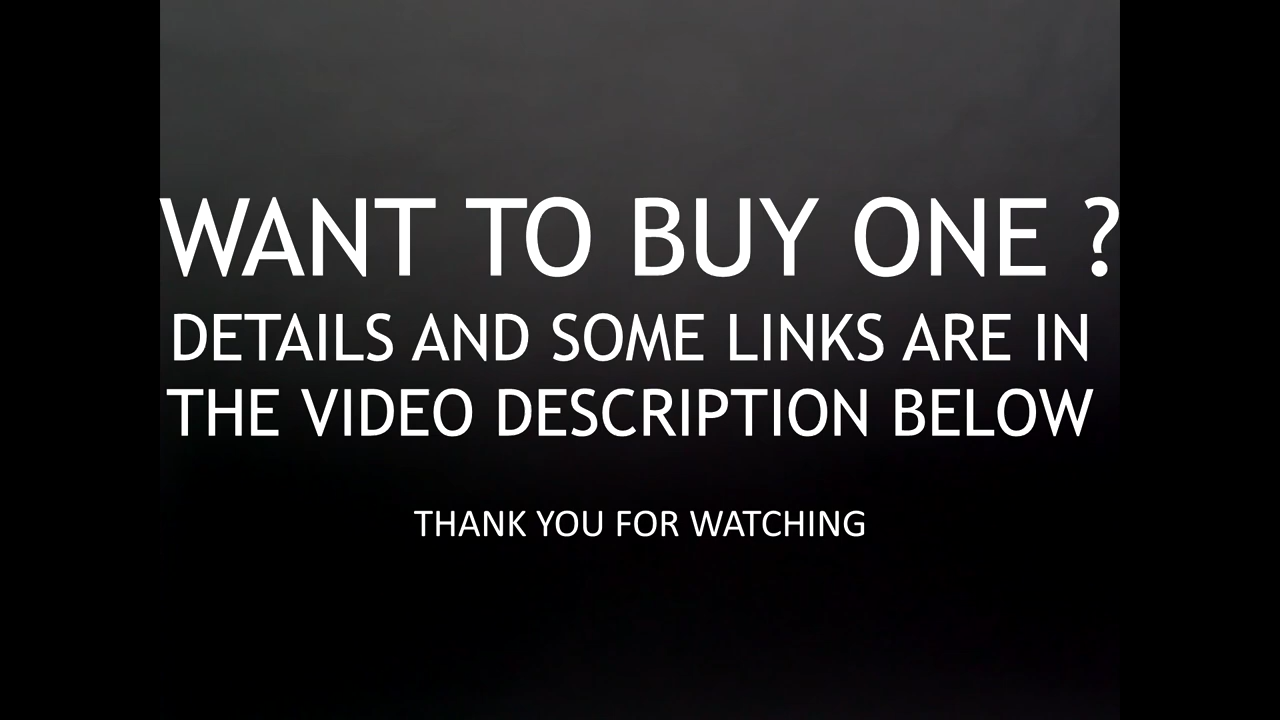 WANT TO BUY ONE ?
DETAILS AND SOME LINKS ARE IN
THE VIDEO DESCRIPTION BELOW
THANK YOU FOR WATCHING